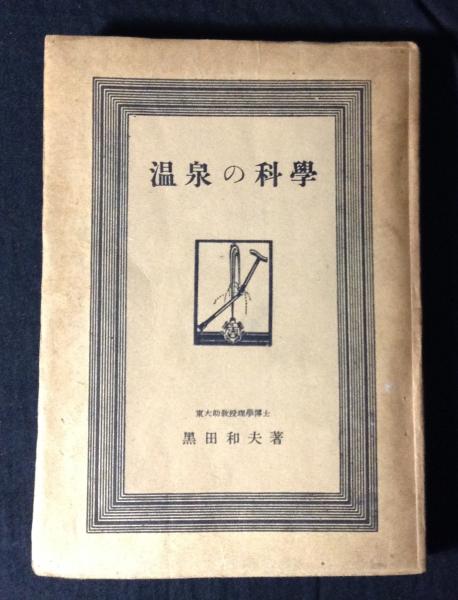 温泉の科學
東大助教授理學博士
黒田和夫著